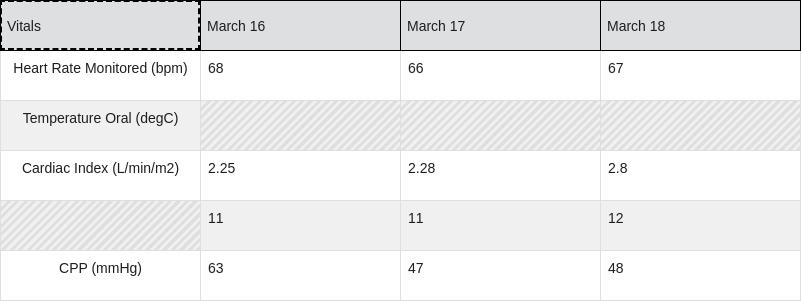 Vitals March 16 March 17 March 18
Heart Rate Monitored (bpm) 68 66 67
Temperature Oral (degC)
Cardiac Index (L/min/m2) 2.25 2.28 2.8
11 11 12
CPP (mmHg) 63 47 48